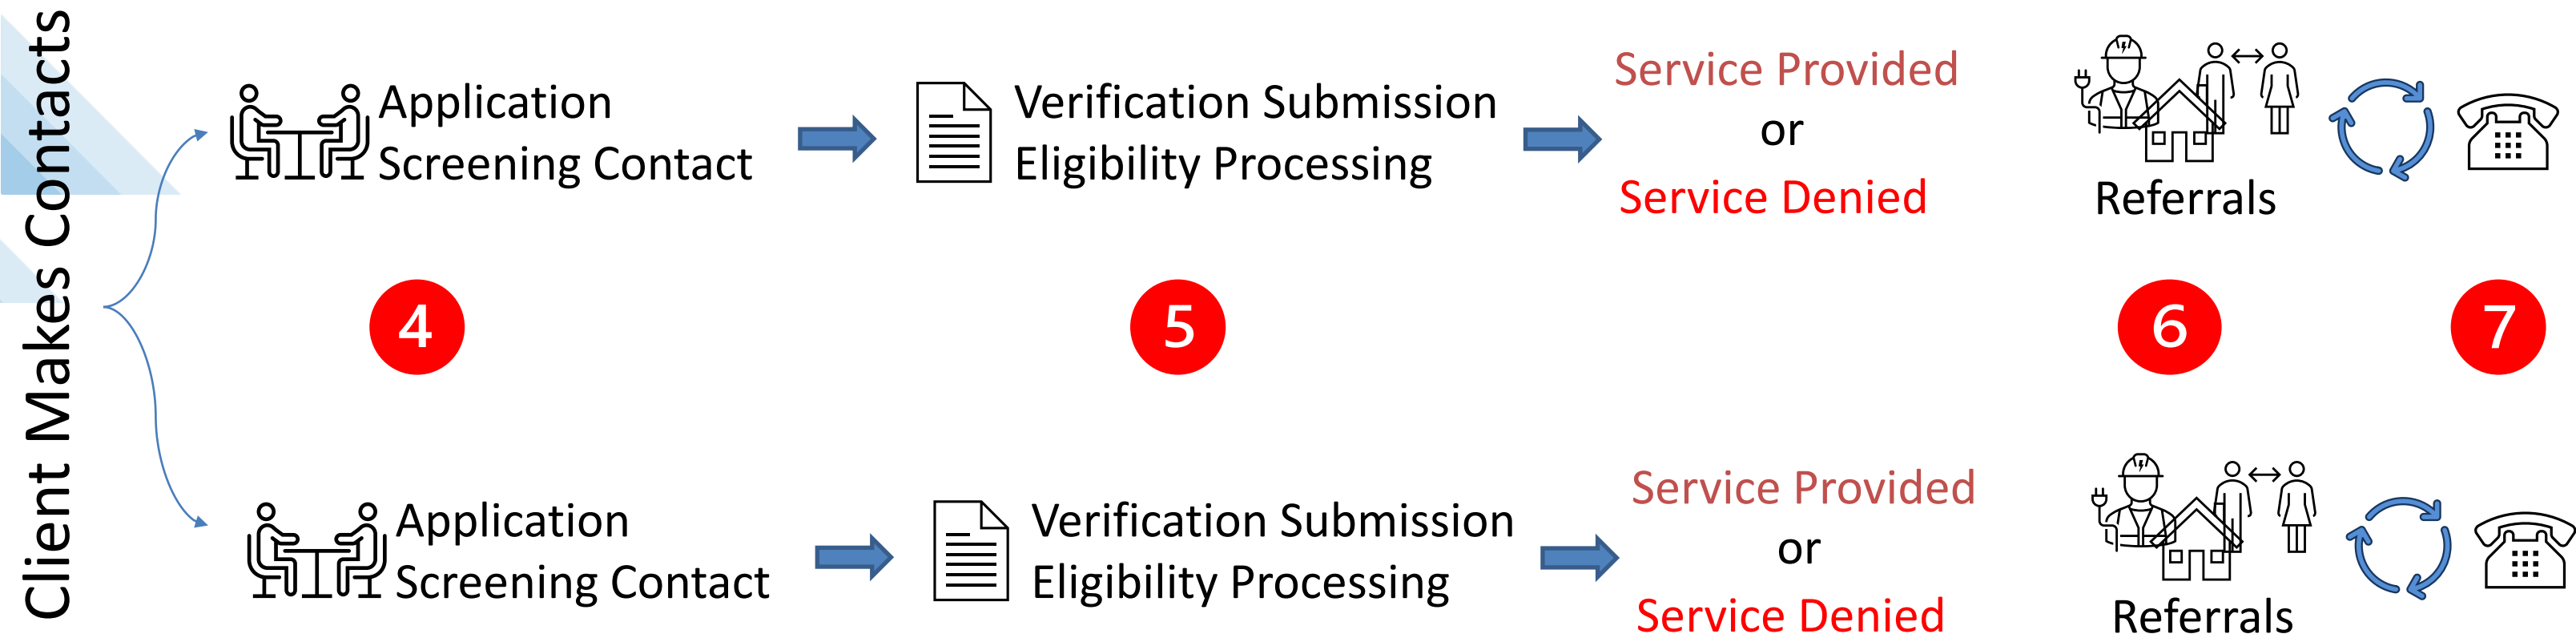 Client Makes Contacts
Application
Screening Contact
Verification Submission
Eligibility Processing
Service Provided
or
Service Denied
Referrals
4
5
6
7
Application
Screening Contact
Verification Submission
Eligibility Processing
Service Provided
or
Service Denied
Referrals